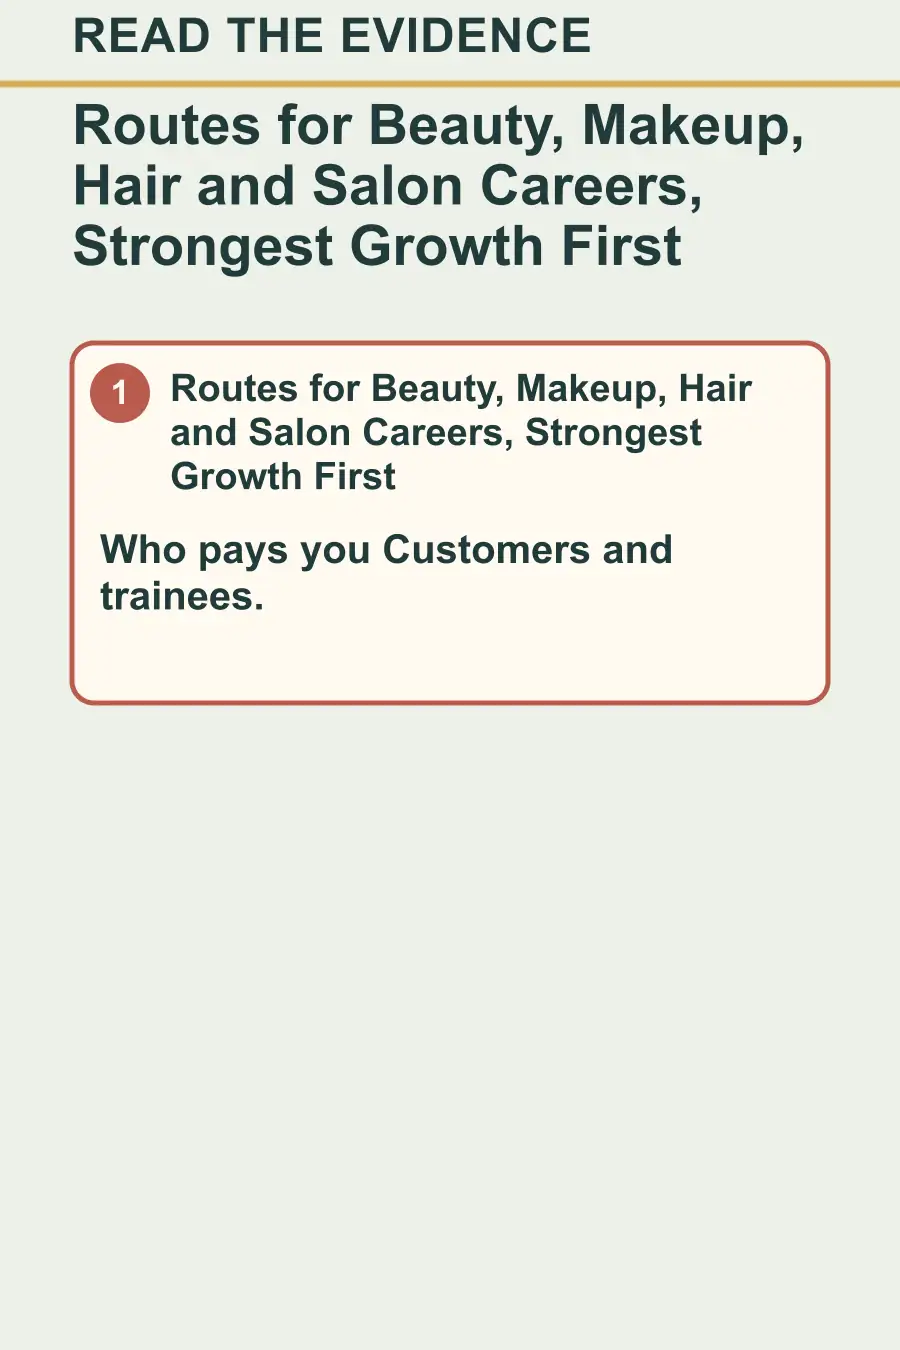 READ THE EVIDENCE
Routes for Beauty, Makeup,
Hair and Salon Careers,
Strongest Growth First
1
Routes for Beauty, Makeup, Hair
and Salon Careers, Strongest
Growth First
Who pays you Customers and
trainees.